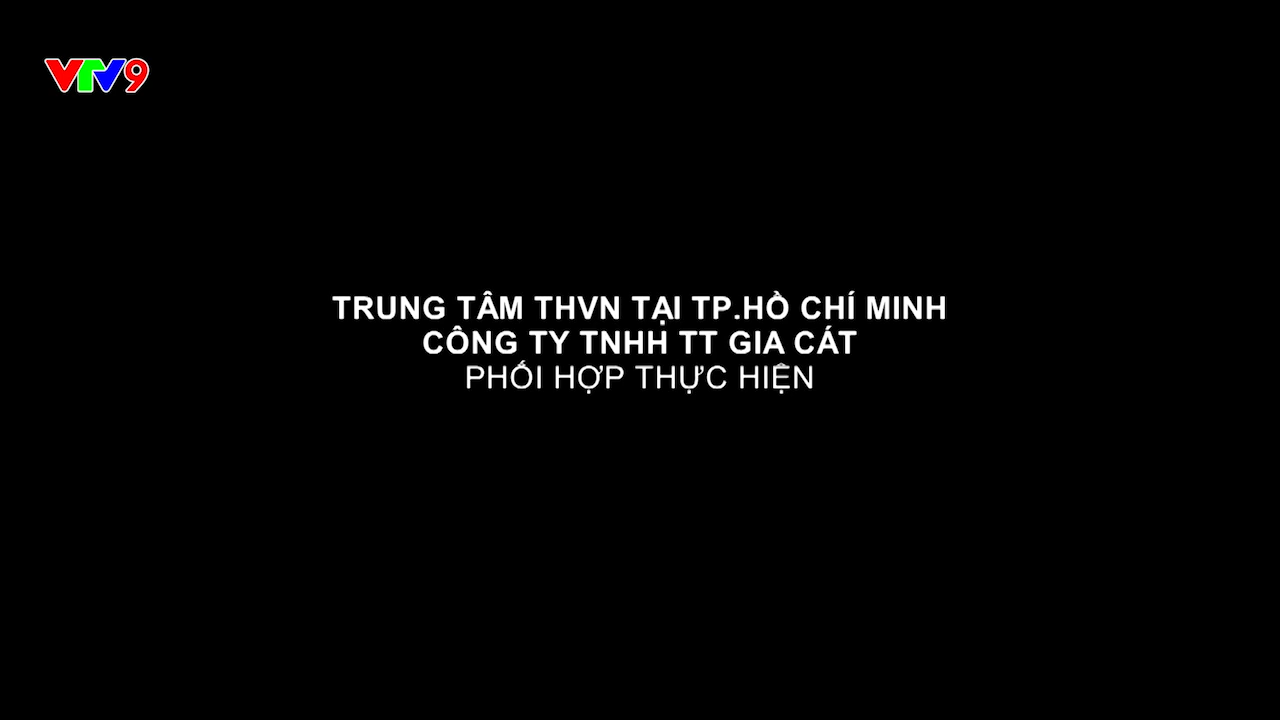 VTV9
TRUNG TÂM THVN TẠI TP.HỒ CHÍ MINH
CÔNG TY TNHH TT GIA CÁT
PHỐI HỢP THỰC HIỆN